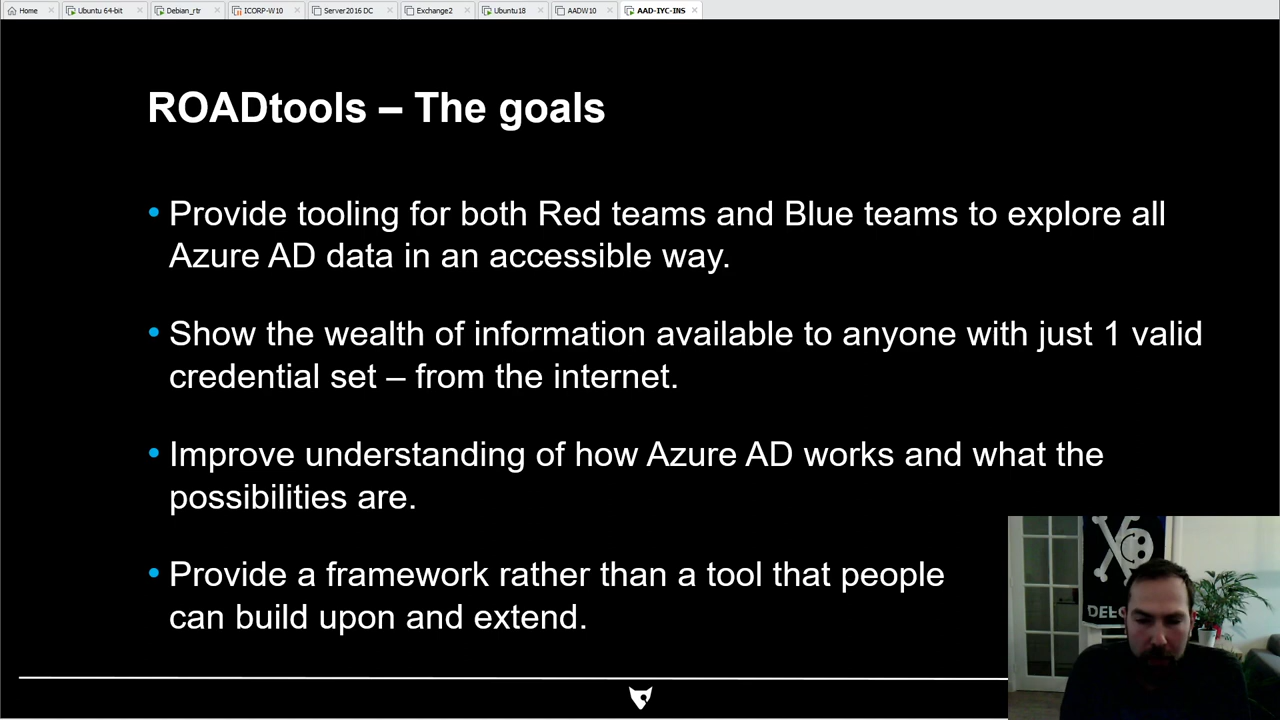 Home
Ubuntu 64-bit
Debian_rtr
ICORP-W10
Server2016 DC
Exchange2
Ubuntu18
AADW10
AAD-IYC-INS
ROADtools – The goals
• Provide tooling for both Red teams and Blue teams to explore all
Azure AD data in an accessible way.
• Show the wealth of information available to anyone with just 1 valid
credential set – from the internet.
• Improve understanding of how Azure AD works and what the
possibilities are.
• Provide a framework rather than a tool that people
can build upon and extend.